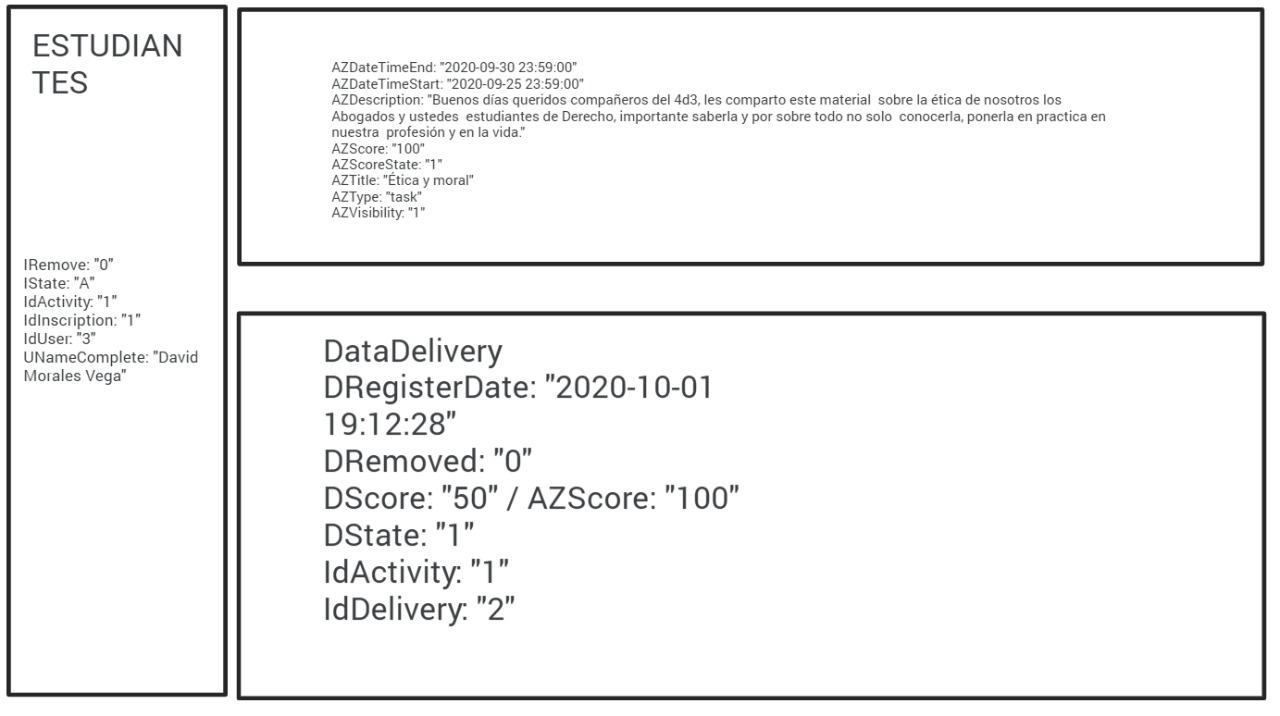 ESTUDIAN
TES
IRemove: "0"
IState: "A"
IdActivity: "1"
IdInscription: "1"
IdUser: "3"
UNameComplete: "David
Morales Vega"
AZDateTimeEnd: "2020-09-30 23:59:00"
AZDateTimeStart: "2020-09-25 23:59:00"
AZDescription: "Buenos días queridos compañeros del 4d3, les comparto este material  sobre la ética de nosotros los
Abogados y ustedes  estudiantes de Derecho, importante saberla y por sobre todo no solo  conocerla, ponerla en practica en
nuestra  profesión y en la vida."
AZScore: "100"
AZScoreState: "1"
AZTitle: "Ética y moral"
AZType: "task"
AZVisibility: "1"
DataDelivery
DRegisterDate: "2020-10-01
19:12:28"
DRemoved: "0"
DScore: "50" / AZScore: "100"
DState: "1"
IdActivity: "1"
IdDelivery: "2"